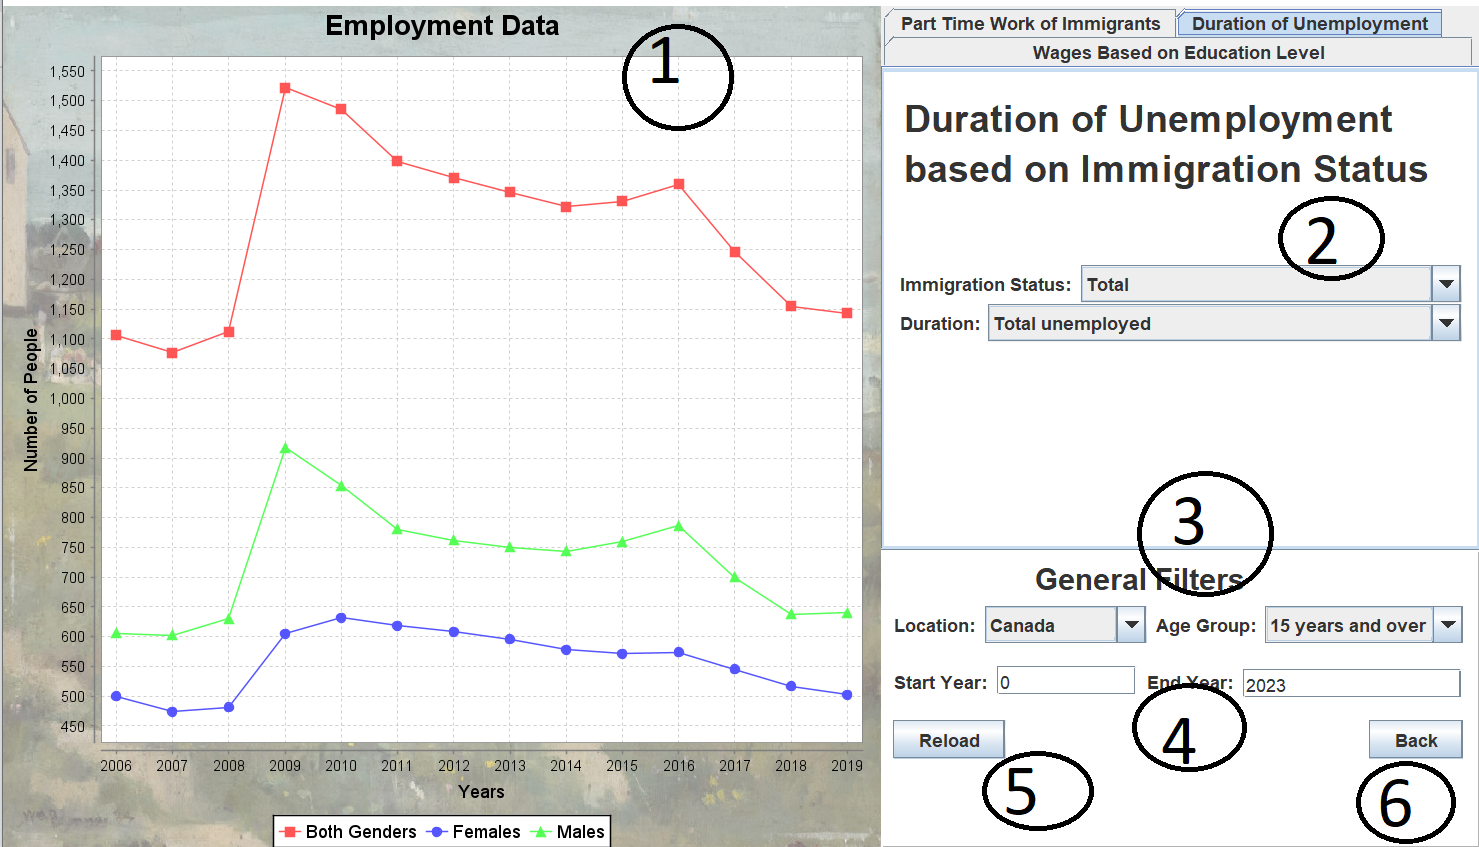 Employment Data
1
1,550
1,500
1,450
1,400
1,350
1,300
1,250
1,200
1,150
1,100
1,050
1,000
950
900
850
800
750
700
650
600
550
500
450
Number of People
2006 2007 2008 2009 2010 2011 2012 2013 2014 2015 2016 2017 2018 2019
Years
Both Genders Females Males
Part Time Work of Immigrants Duration of Unemployment
Wages Based on Education Level
Duration of Unemployment
based on Immigration Status
2
Immigration Status: Total
Duration: Total unemployed
3
General Filters
Location: Canada Age Group: 15 years and over
Start Year: 0 End Year: 2023
4
Reload Back
5 6